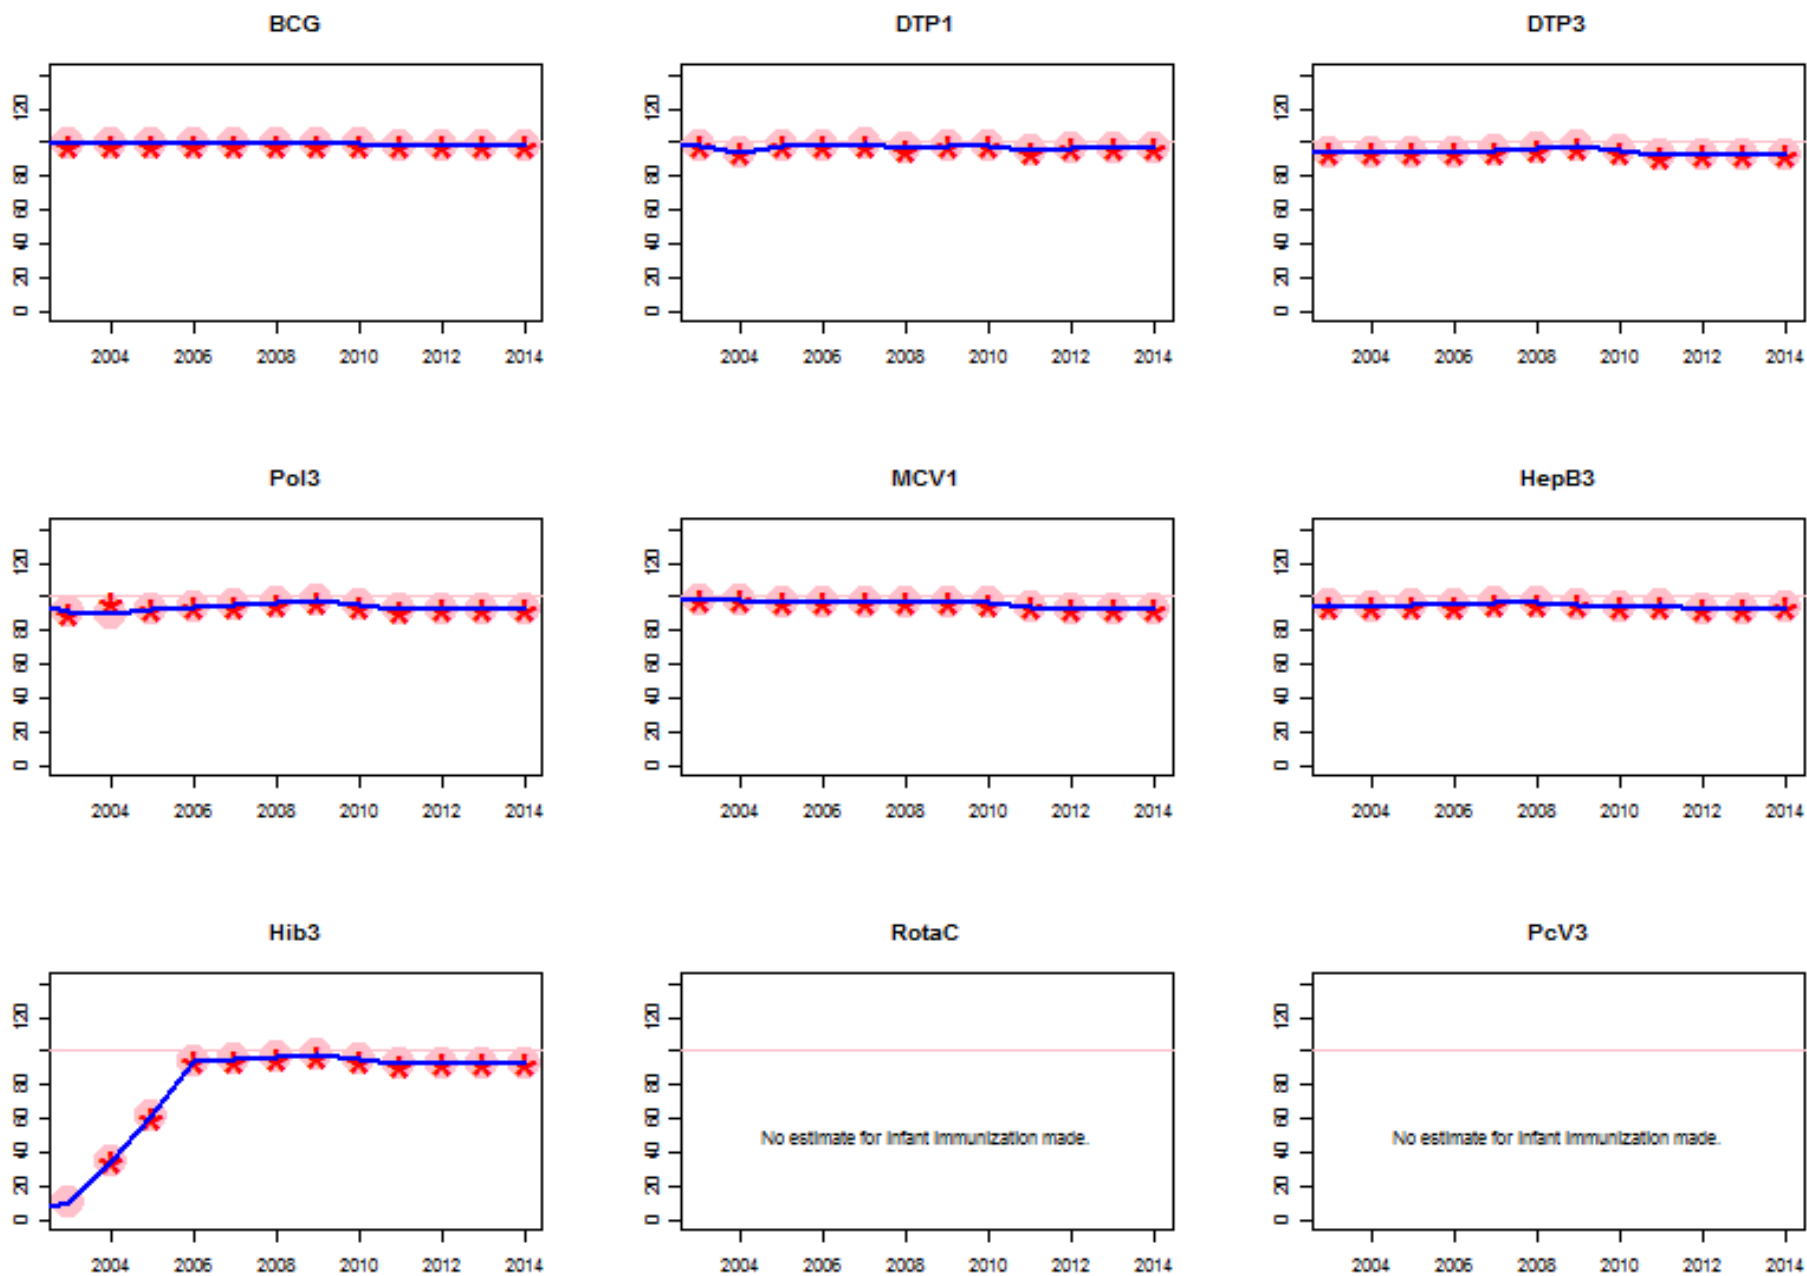 BCG DTP1 DTP3
120 120 120
80 80 80
60 60 60
40 40 40
20 20 20
0 0 0
2004 2006 2008 2010 2012 2014 2004 2006 2008 2010 2012 2014 2004 2006 2008 2010 2012 2014
Pol3 MCV1 HepB3
120 120 120
80 80 80
60 60 60
40 40 40
20 20 20
0 0 0
2004 2006 2008 2010 2012 2014 2004 2006 2008 2010 2012 2014 2004 2006 2008 2010 2012 2014
Hib3 RotaC PcV3
120 120 120
80 80 80
60 60 60
No estimate for infant immunization made. No estimate for infant immunization made.
40 40 40
20 20 20
0 0 0
2004 2006 2008 2010 2012 2014 2004 2006 2008 2010 2012 2014 2004 2006 2008 2010 2012 2014